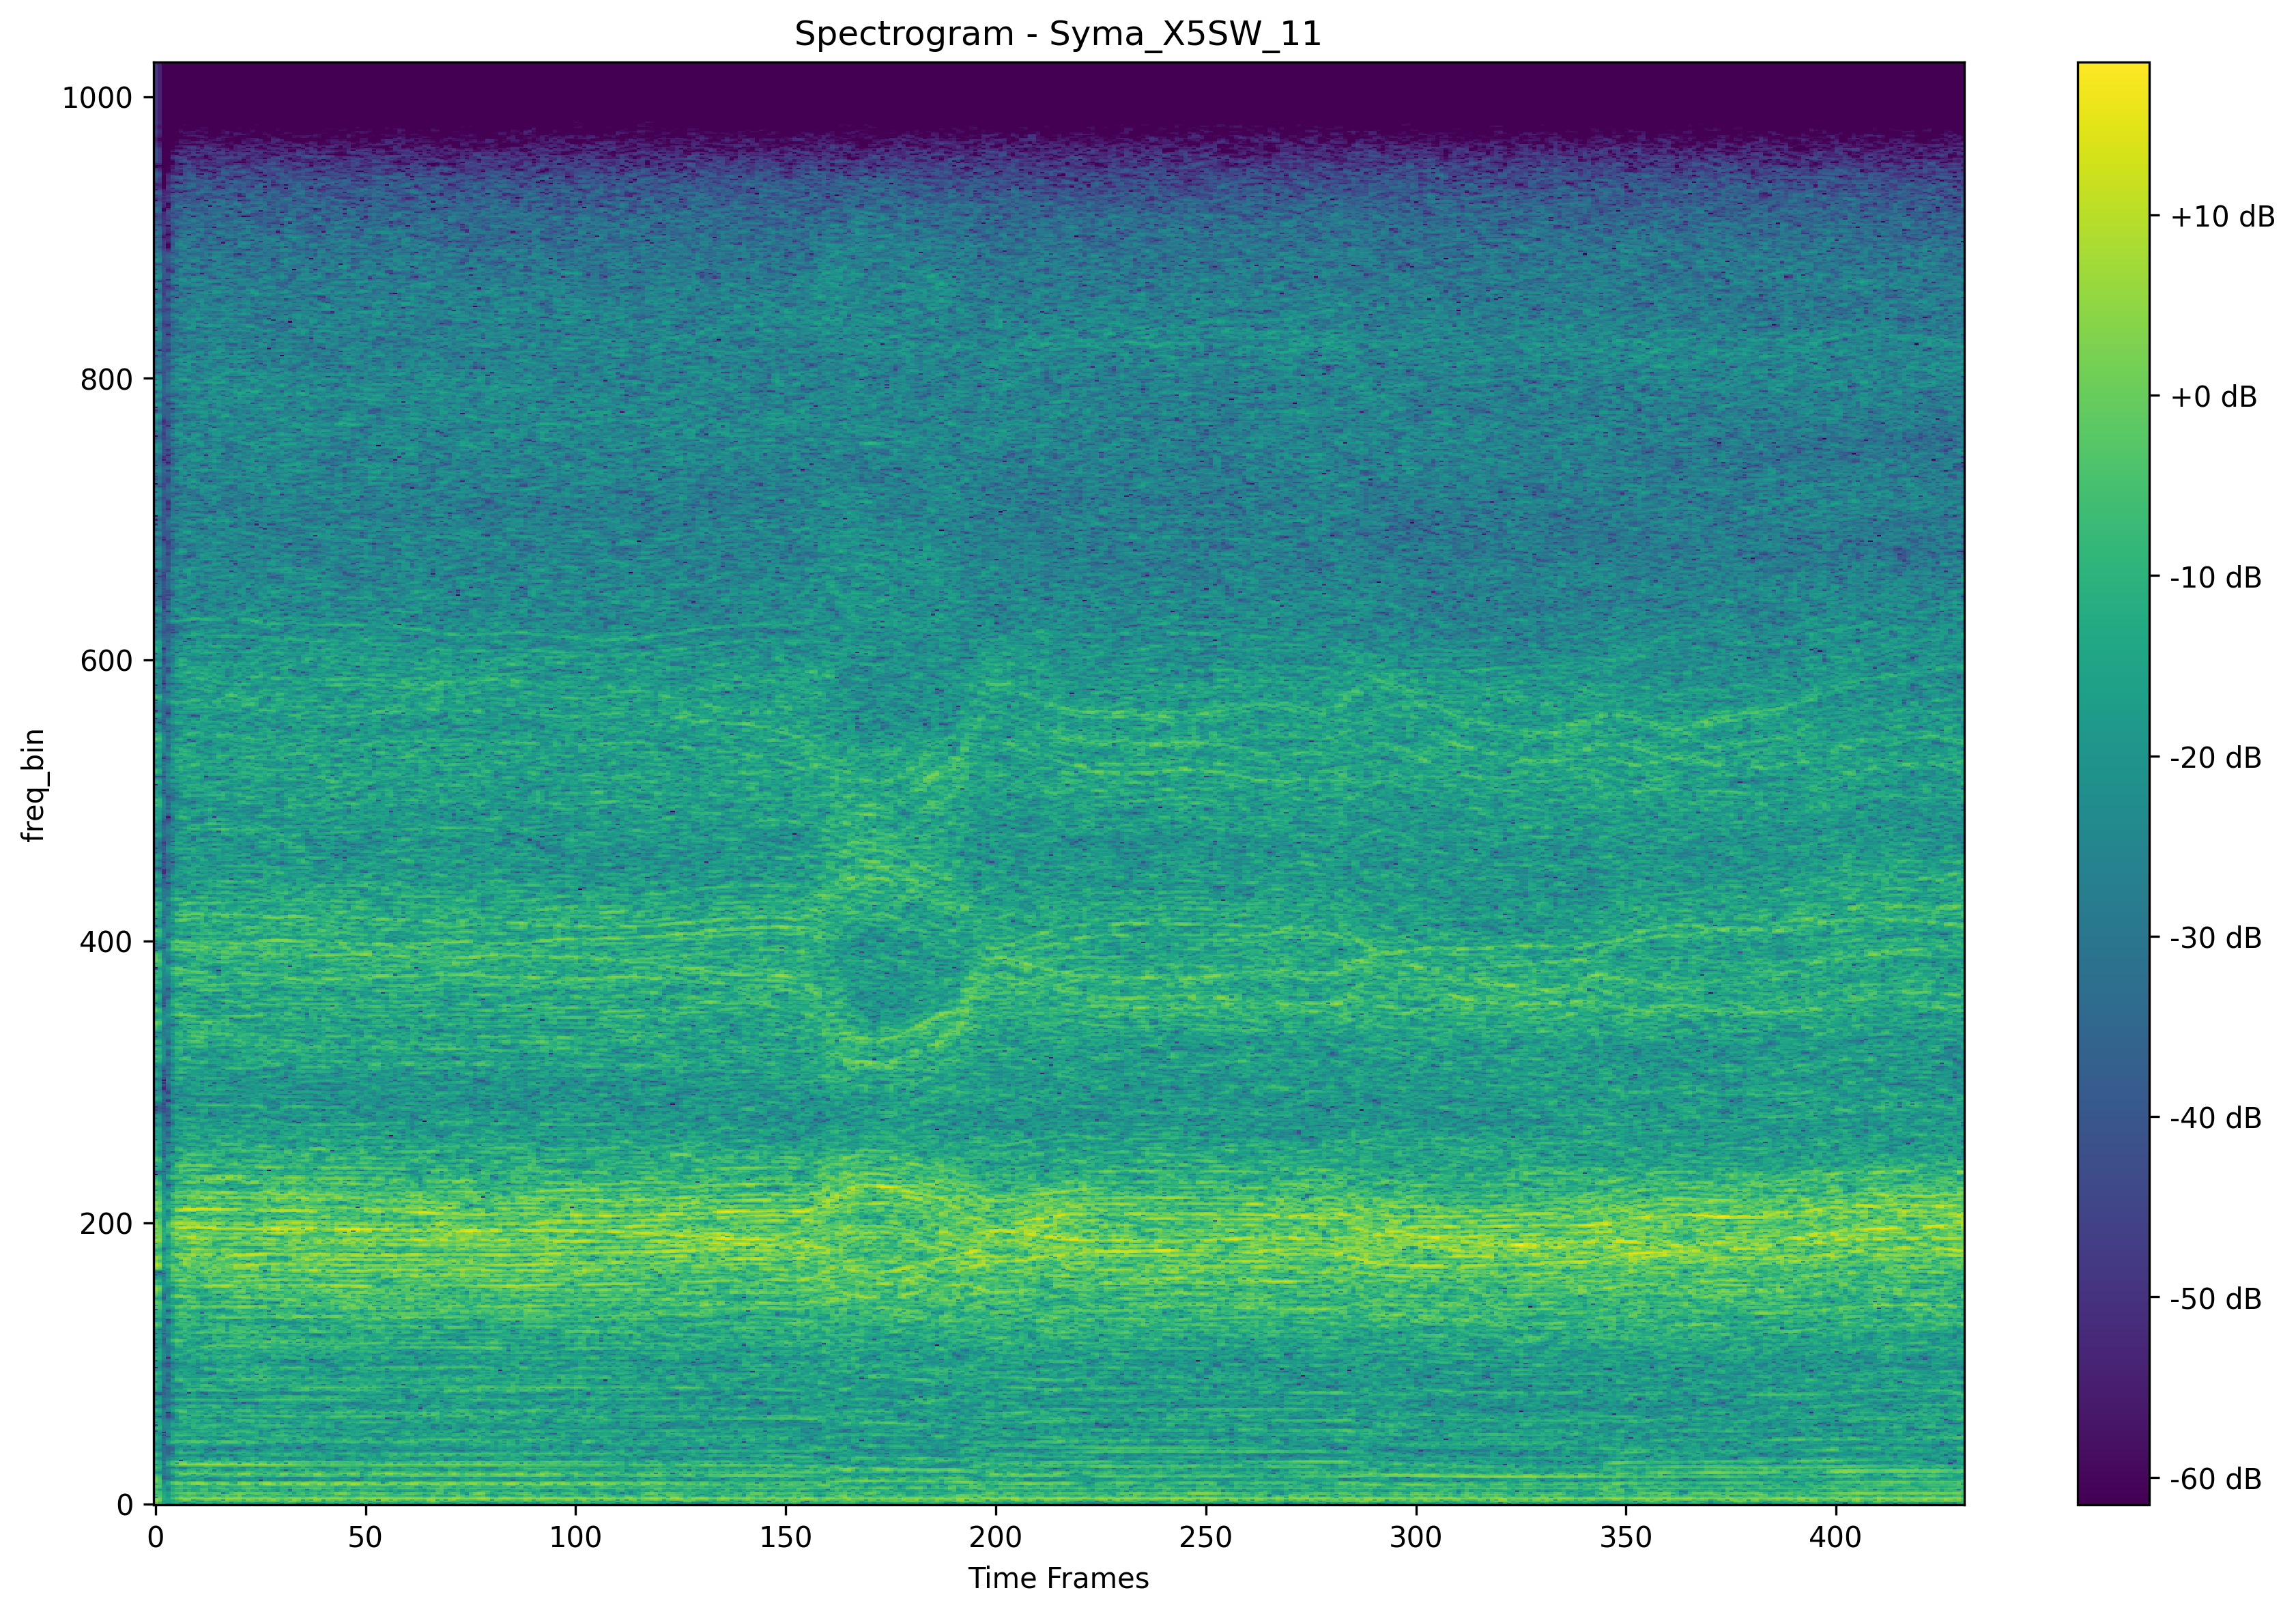 Spectrogram - Syma_X5SW_11
1000
800
600
400
200
0
freq_bin
0 50 100 150 200 250 300 350 400
Time Frames
+10 dB
+0 dB
-10 dB
-20 dB
-30 dB
-40 dB
-50 dB
-60 dB